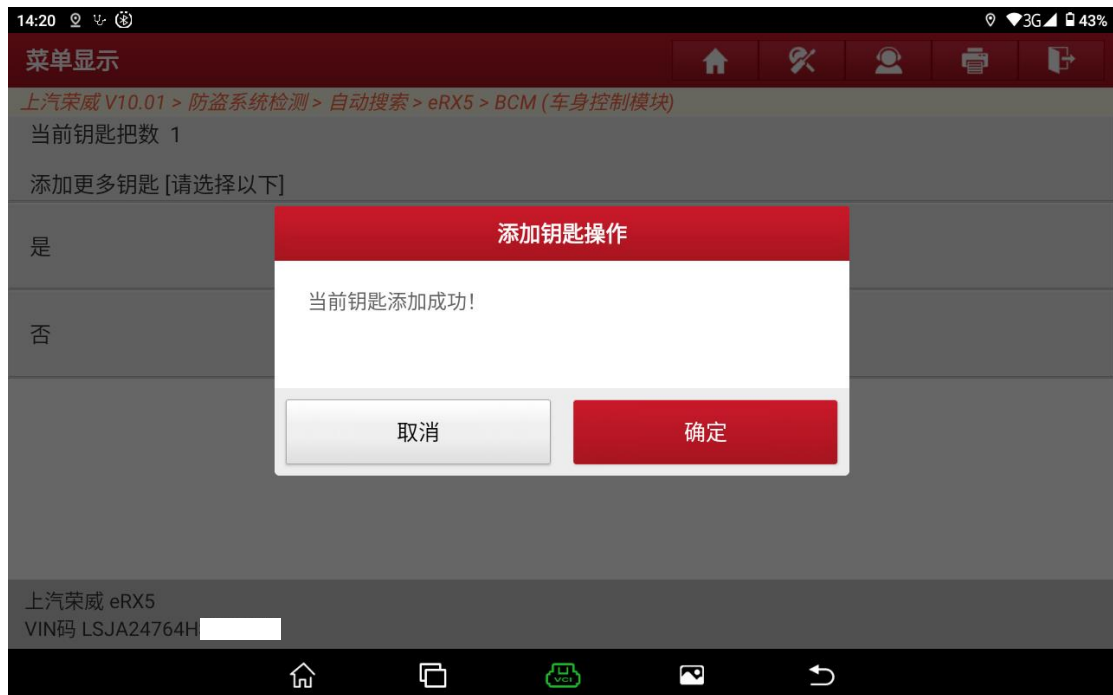 14:20
3G 43%
菜单显示
上汽荣威 V10.01 > 防盗系统检测 > 自动搜索 > eRX5 > BCM (车身控制模块)
当前钥匙把数 1
添加更多钥匙 [请选择以下]
是
添加钥匙操作
当前钥匙添加成功!
否
取消
确定
上汽荣威 eRX5
VIN码 LSJA24764H
VCI